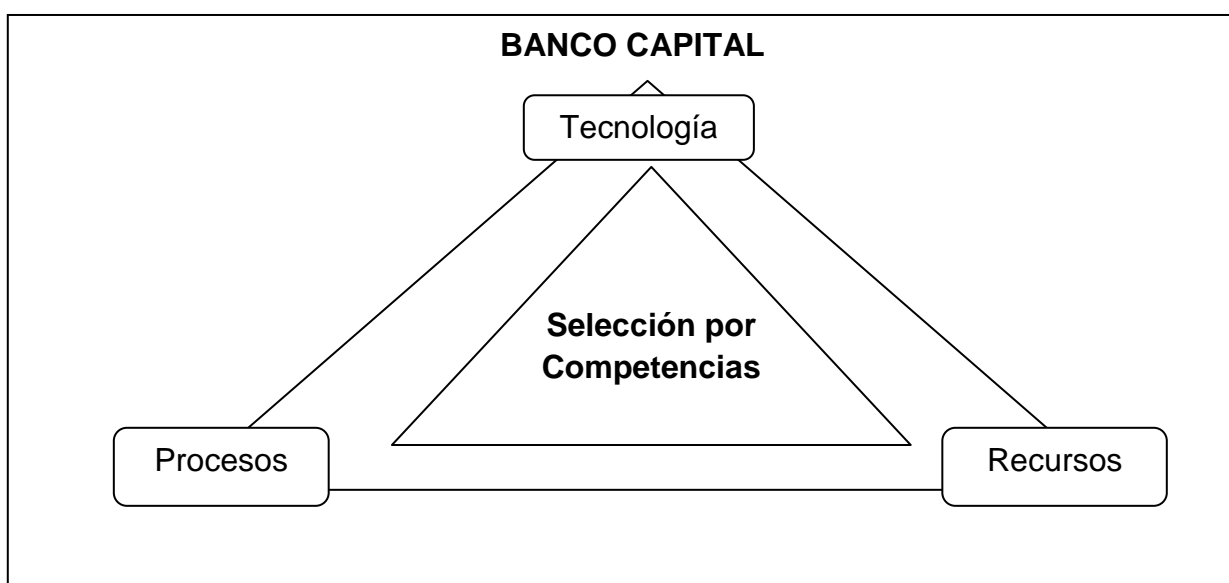 BANCO CAPITAL
Tecnología
Selección por
Competencias
Procesos
Recursos